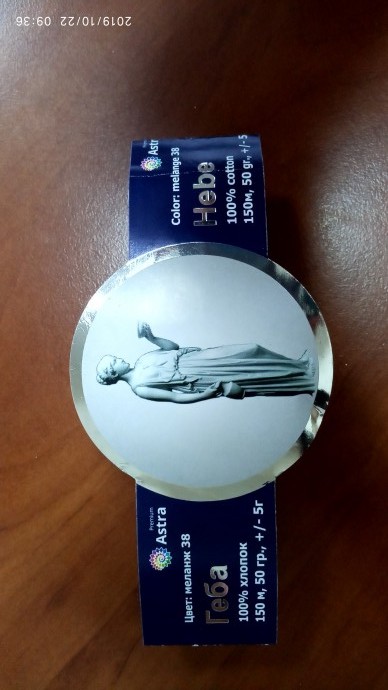 2019/10/22 09:36
Premium
Astra
Цвет: меланж 38
Геба
100% хлопок
150 м, 50 гр., +/- 5г
Astr
Color: melange 38
Hebe
100% cotton
150м, 50 gr., +/- 5